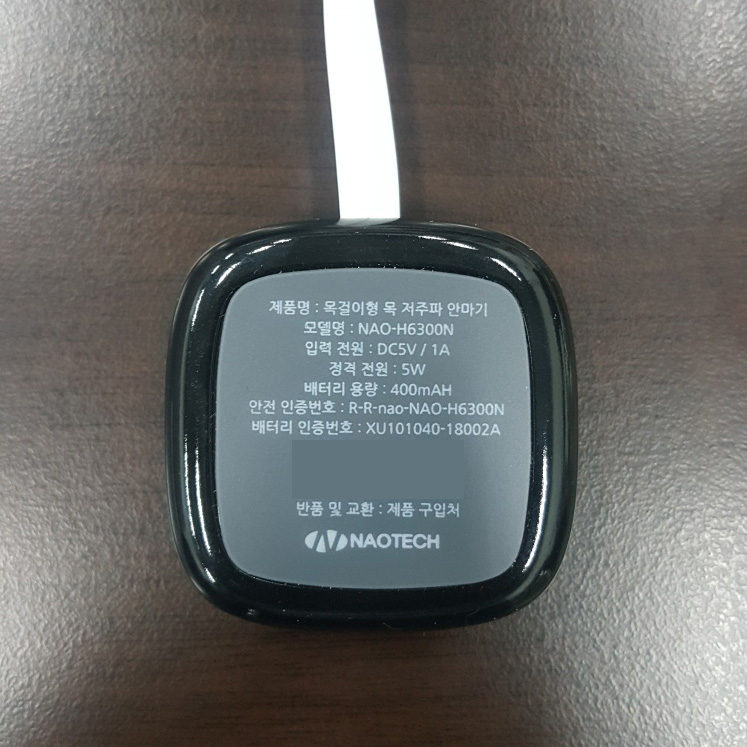 제품명 : 목걸이형 목 저주파 안마기
모델명 : NAO-H6300N
입력 전원 : DC5V / 1A
정격 전원 : 5W
배터리 용량 : 400mAH
안전 인증번호 : R-R-nao-NAO-H6300N
배터리 인증번호 : XU101040-18002A
반품 및 교환 : 제품 구입처
NAOTECH